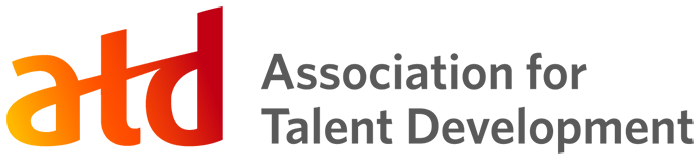 atd
Association for
Talent Development